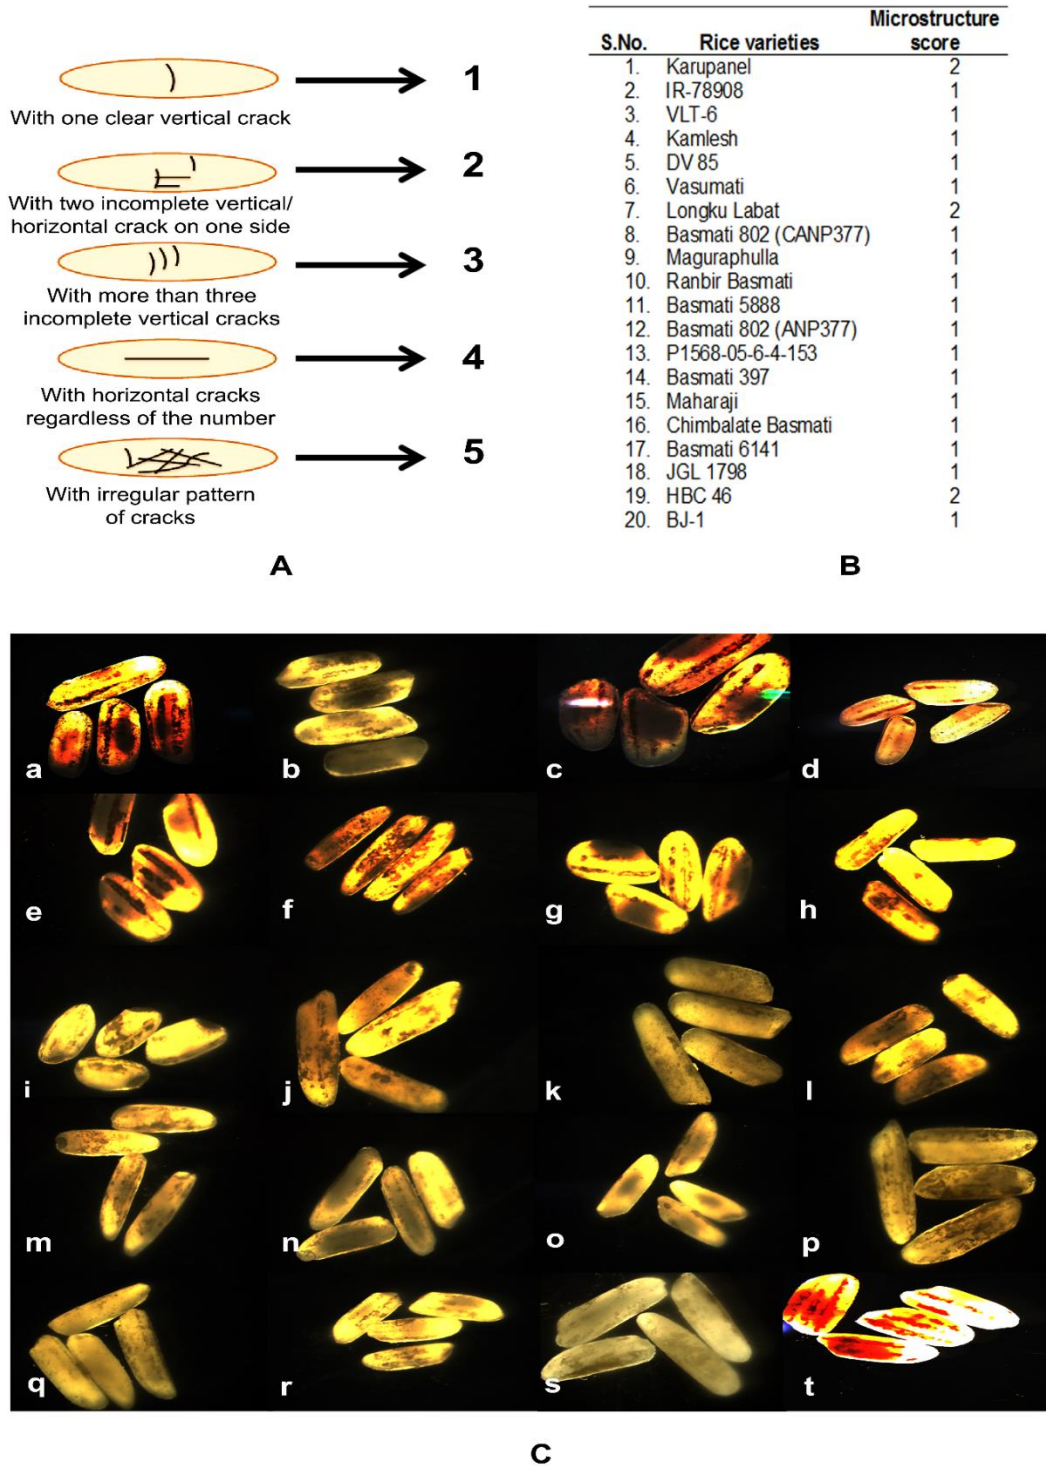 1
With one clear vertical crack
2
With two incomplete vertical/
horizontal crack on one side
3
With more than three
incomplete vertical cracks
4
With horizontal cracks
regardless of the number
5
With irregular pattern
of cracks
A
Microstructure
S.No. Rice varieties score
1. Karupanel 2
2. IR-78908 1
3. VLT-6 1
4. Kamlesh 1
5. DV 85 1
6. Vasumati 1
7. Longku Labat 2
8. Basmati 802 (CANP377) 1
9. Maguraphulla 1
10. Ranbir Basmati 1
11. Basmati 5888 1
12. Basmati 802 (ANP377) 1
13. P1568-05-6-4-153 1
14. Basmati 397 1
15. Maharaji 1
16. Chimbalate Basmati 1
17. Basmati 6141 1
18. JGL 1798 1
19. HBC 46 2
20. BJ-1 1
B
a b c d
e f g h
i j k l
m n o p
q r s t
C